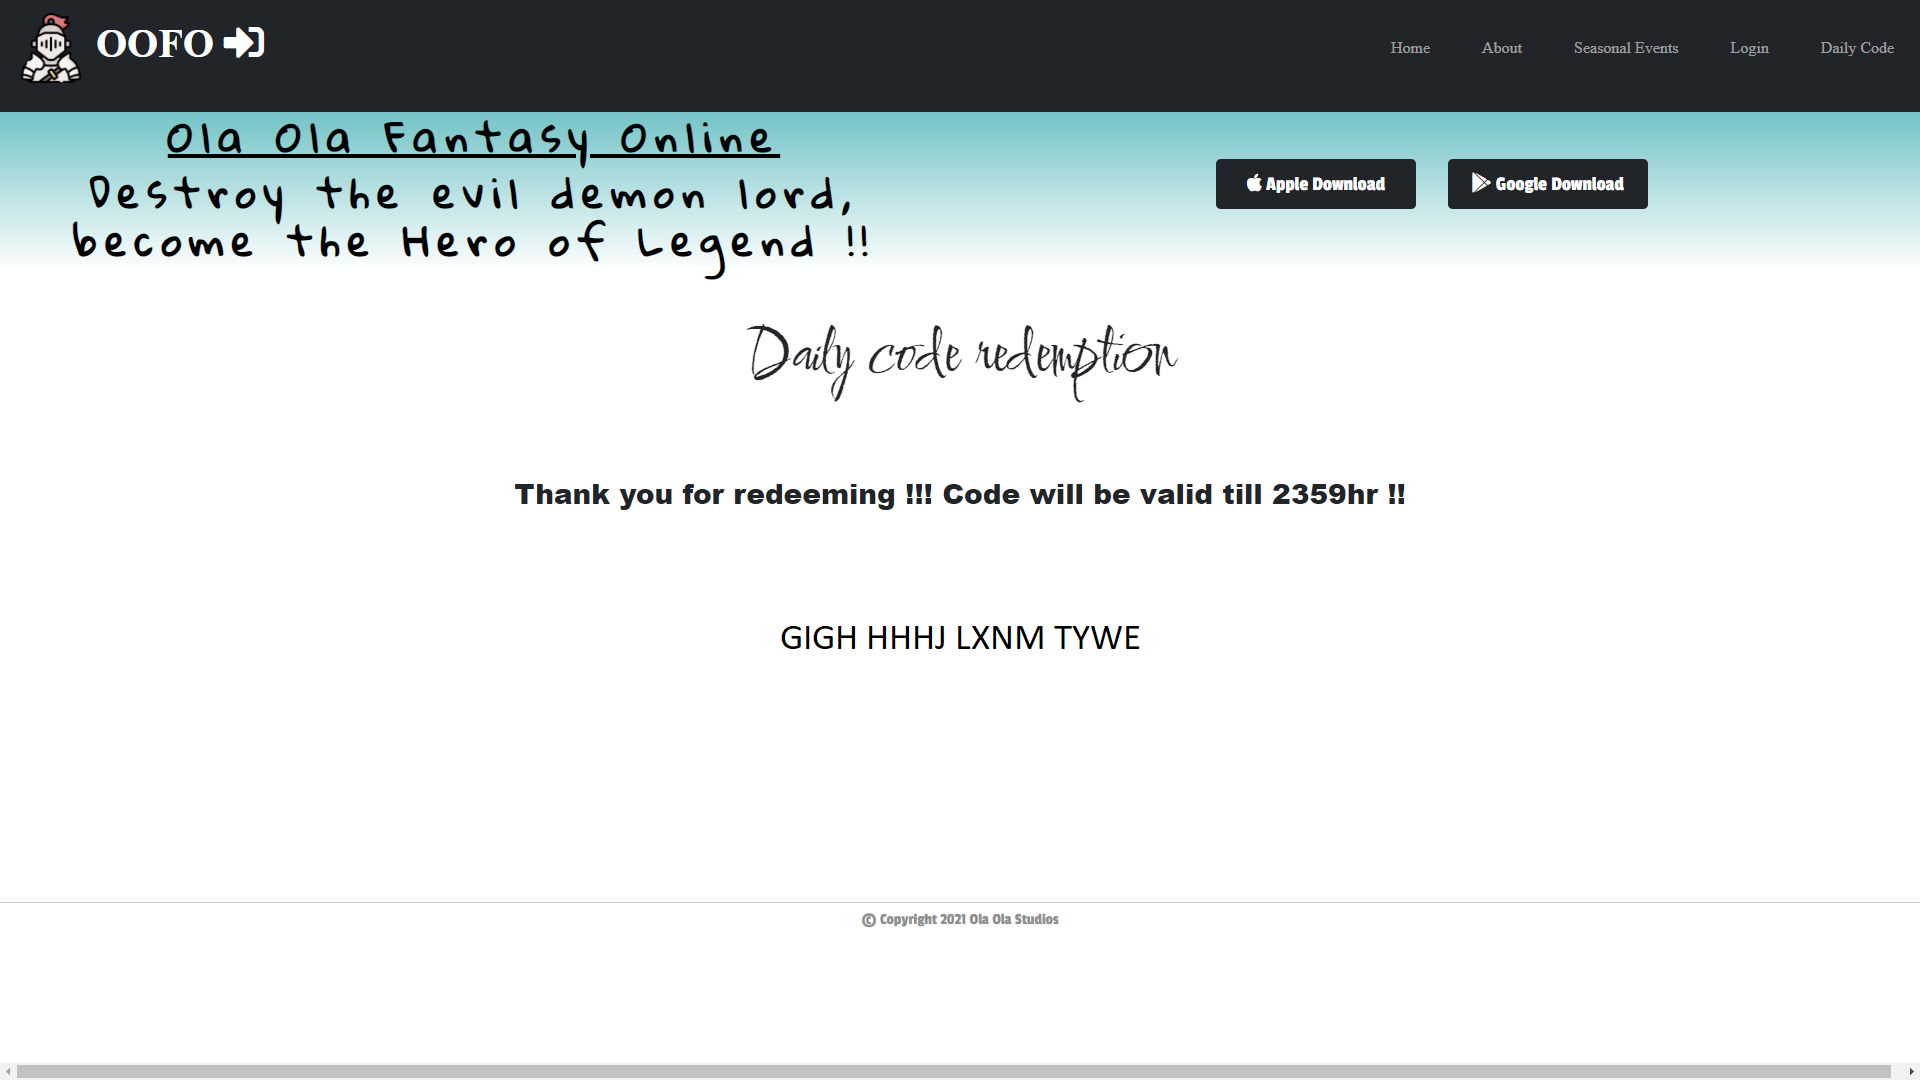 OOFO
Home About Seasonal Events Login Daily Code
Ola Ola Fantasy Online
Destroy the evil demon lord,
become the Hero of Legend !!
Apple Download Google Download
Daily code redemption
Thank you for redeeming !!! Code will be valid till 2359hr !!
GIGH HHHJ LXNM TYWE
© Copyright 2021 Ola Ola Studios